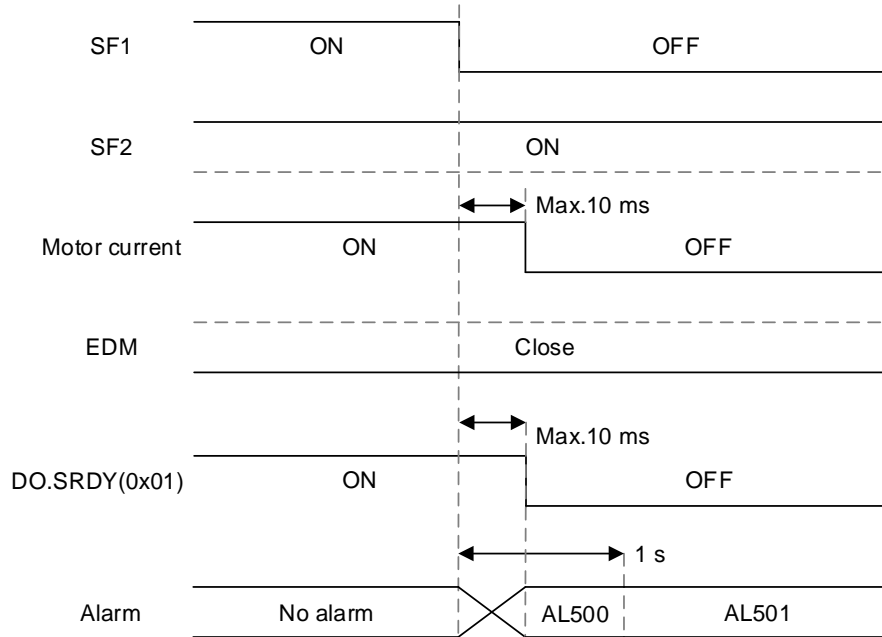 SF1 ON OFF
SF2 ON
Max.10 ms
Motor current ON OFF
EDM Close
Max.10 ms
DO.SRDY(0x01) ON OFF
1 s
Alarm No alarm AL500 AL501